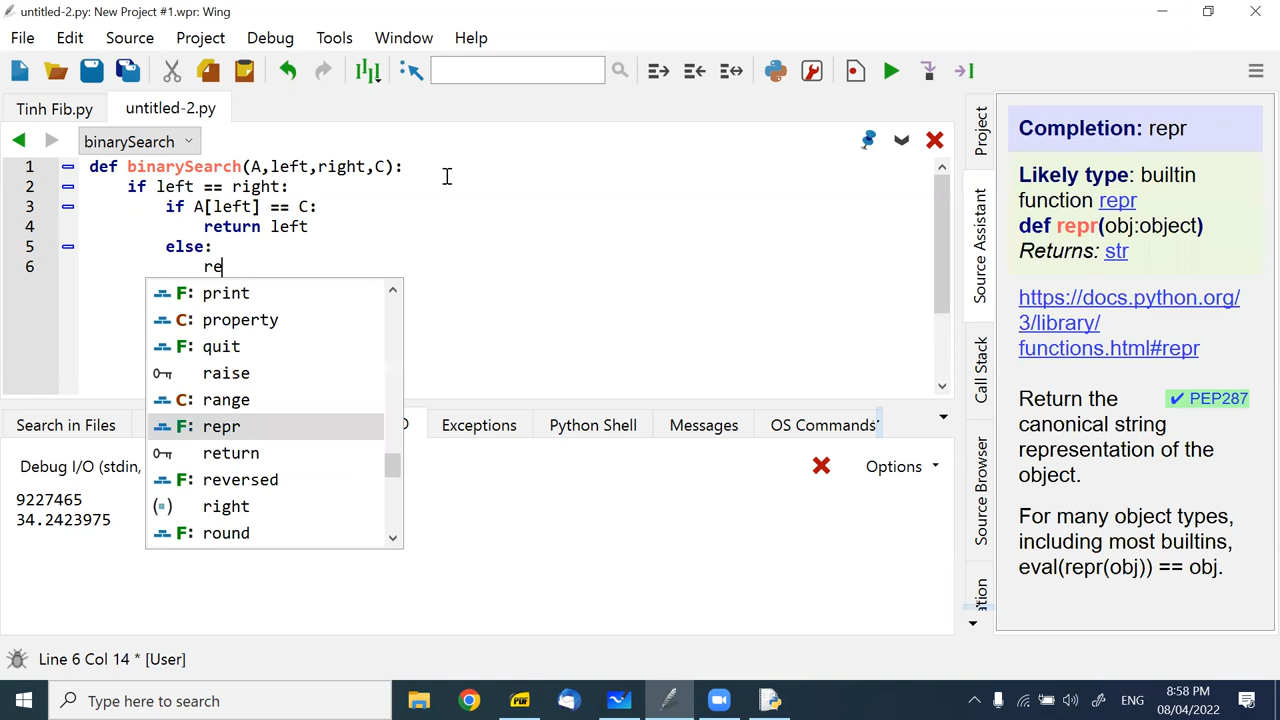 untitled-2.py: New Project #1.wpr: Wing
File Edit Source Project Debug Tools Window Help
Tinh Fib.py untitled-2.py
binarySearch
1 def binarySearch(A,left,right,C):
2 if left == right:
3 if A[left] == C:
4 return left
5 else:
6 re
F: print
C: property
F: quit
raise
C: range
F: repr
return
F: reversed
right
F: round
Search in Files Exceptions Python Shell Messages OS Commands
Debug I/O (stdin, Options
9227465
34.2423975
Project
Source Assistant
Call Stack
Source Browser
Completion: repr
Likely type: builtin
function repr
def repr(obj:object)
Returns: str
https://docs.python.org/
3/library/
functions.html#repr
Return the ✔ PEP287
canonical string
representation of the
object.
For many object types,
including most builtins,
eval(repr(obj)) == obj.
Line 6 Col 14 * [User]
Type here to search
PDF
ENG
8:58 PM
08/04/2022